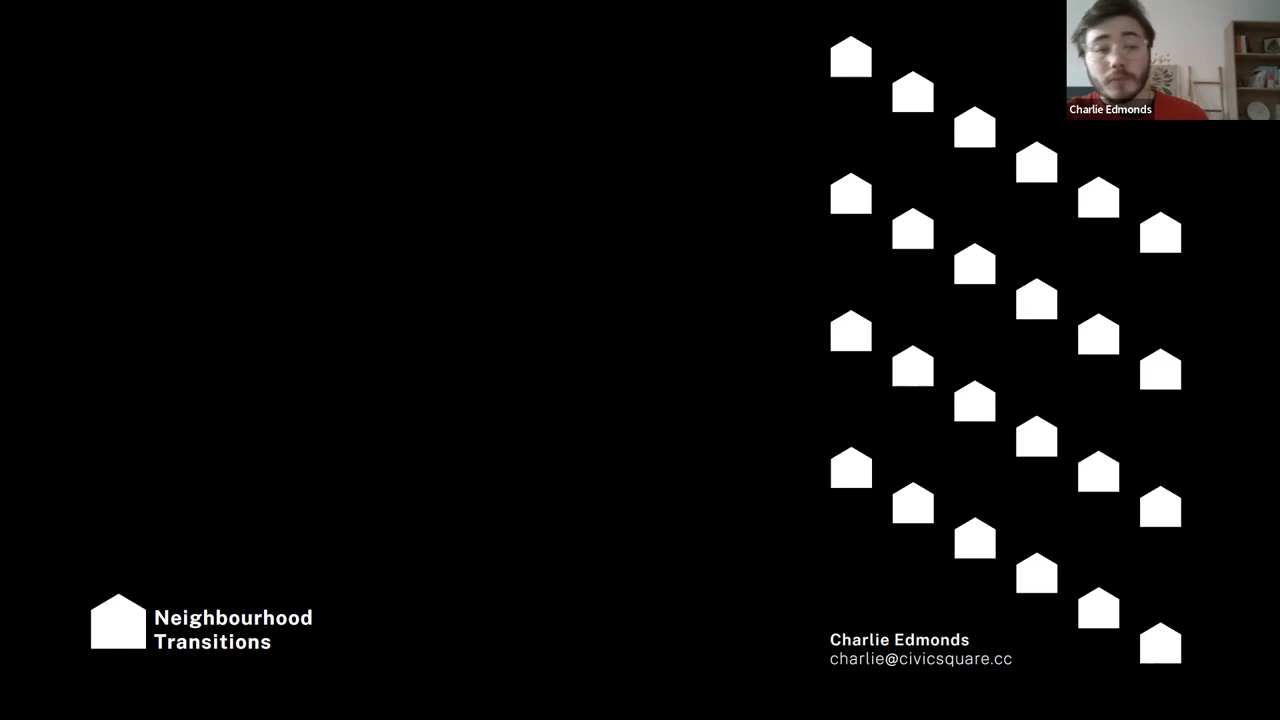 Charlie Edmonds
Neighbourhood
Transitions
Charlie Edmonds
charlie@civicsquare.cc